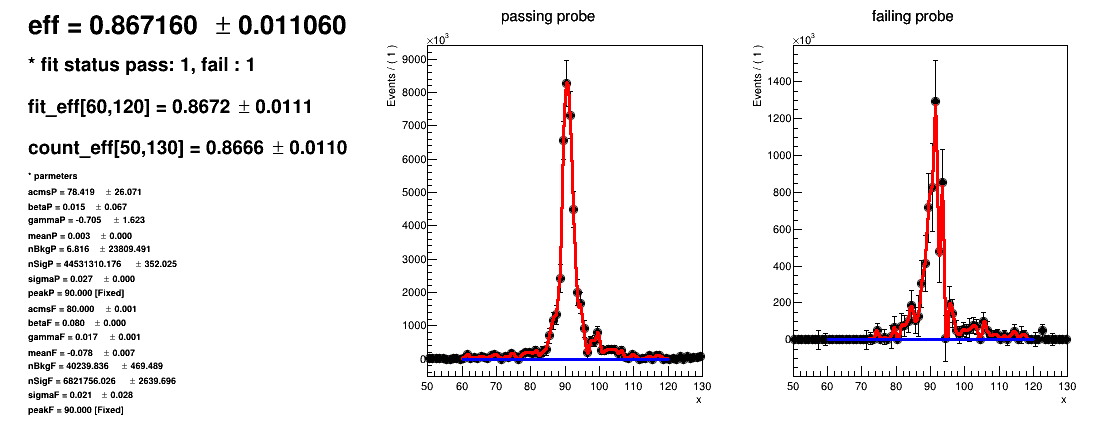 eff = 0.867160 ± 0.011060
* fit status pass: 1, fail : 1
fit_eff[60,120] = 0.8672 ± 0.0111
count_eff[50,130] = 0.8666 ± 0.0110
* parmeters
acmsP = 78.419 ± 26.071
betaP = 0.015 ± 0.067
gammaP = -0.705 ± 1.623
meanP = 0.003 ± 0.000
nBkgP = 6.816 ± 23809.491
nSigP = 44531310.176 ± 352.025
sigmaP = 0.027 ± 0.000
peakP = 90.000 [Fixed]
acmsF = 80.000 ± 0.001
betaF = 0.080 ± 0.000
gammaF = 0.017 ± 0.001
meanF = -0.078 ± 0.007
nBkgF = 40239.836 ± 469.489
nSigF = 6821756.026 ± 2639.696
sigmaF = 0.021 ± 0.028
peakF = 90.000 [Fixed]
passing probe
×10³
Events / ( 1 )
9000
8000
7000
6000
5000
4000
3000
2000
1000
0
50 60 70 80 90 100 110 120 130
x
failing probe
×10³
Events / ( 1 )
1400
1200
1000
800
600
400
200
0
50 60 70 80 90 100 110 120 130
x